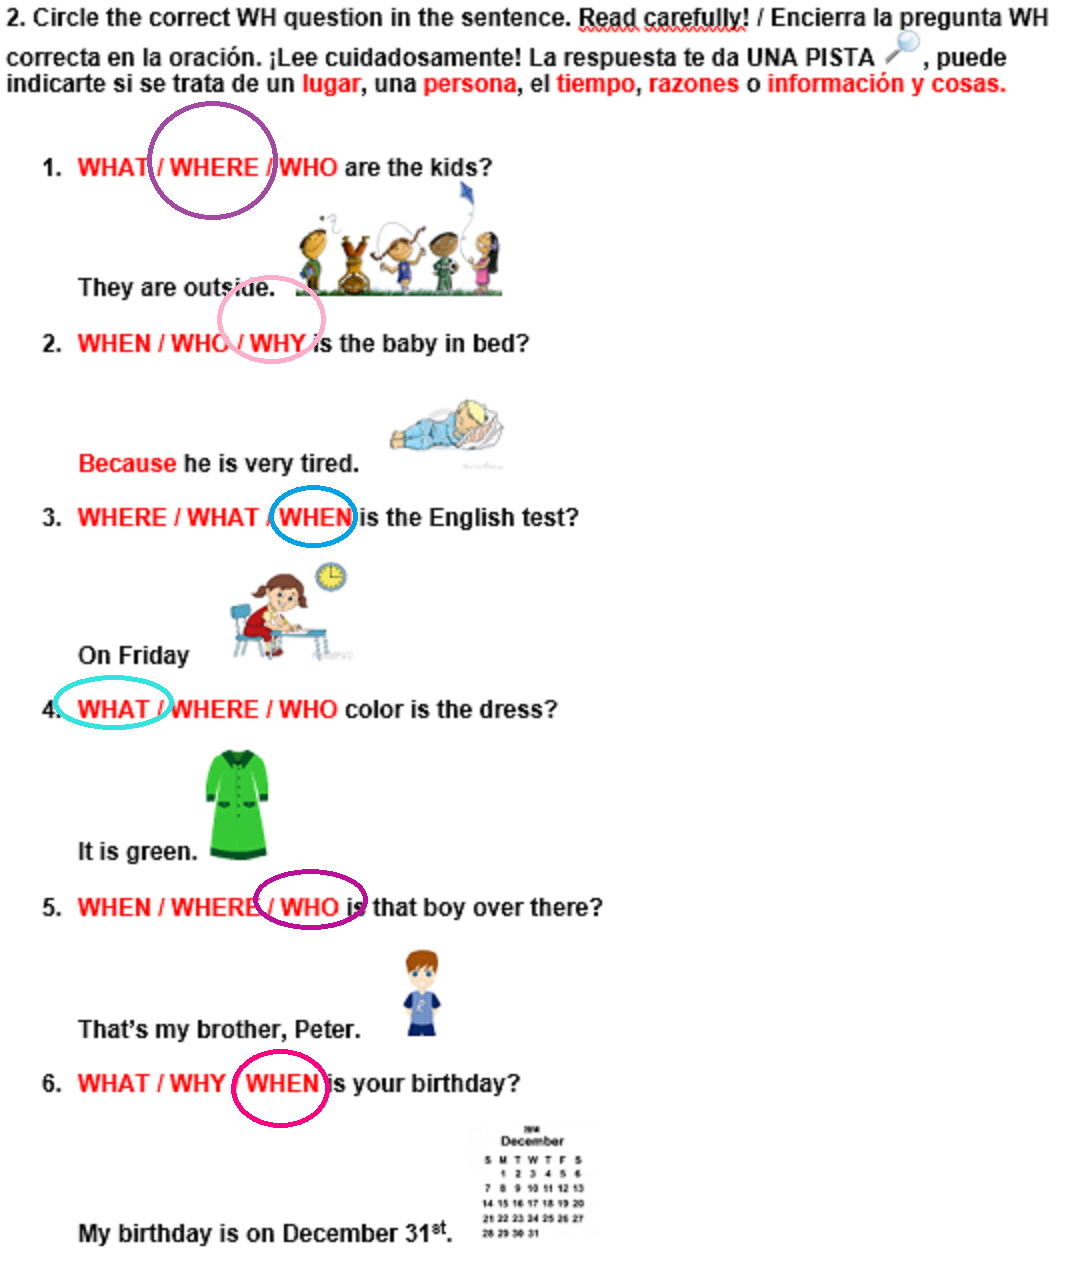 2. Circle the correct WH question in the sentence. Read carefully! / Encierra la pregunta WH
correcta en la oración. ¡Lee cuidadosamente! La respuesta te da UNA PISTA , puede
indicarte si se trata de un lugar, una persona, el tiempo, razones o información y cosas.
1. WHAT / WHERE / WHO are the kids?
They are outside.
2. WHEN / WHO / WHY is the baby in bed?
Because he is very tired.
3. WHERE / WHAT / WHEN is the English test?
On Friday
4. WHAT / WHERE / WHO color is the dress?
It is green.
5. WHEN / WHERE / WHO is that boy over there?
That's my brother, Peter.
6. WHAT / WHY / WHEN is your birthday?
December
S M T W T F S
1 2 3 4 5 6
7 8 9 10 11 12 13
14 15 16 17 18 19 20
21 22 23 24 25 26 27
28 29 30 31
My birthday is on December 31st.